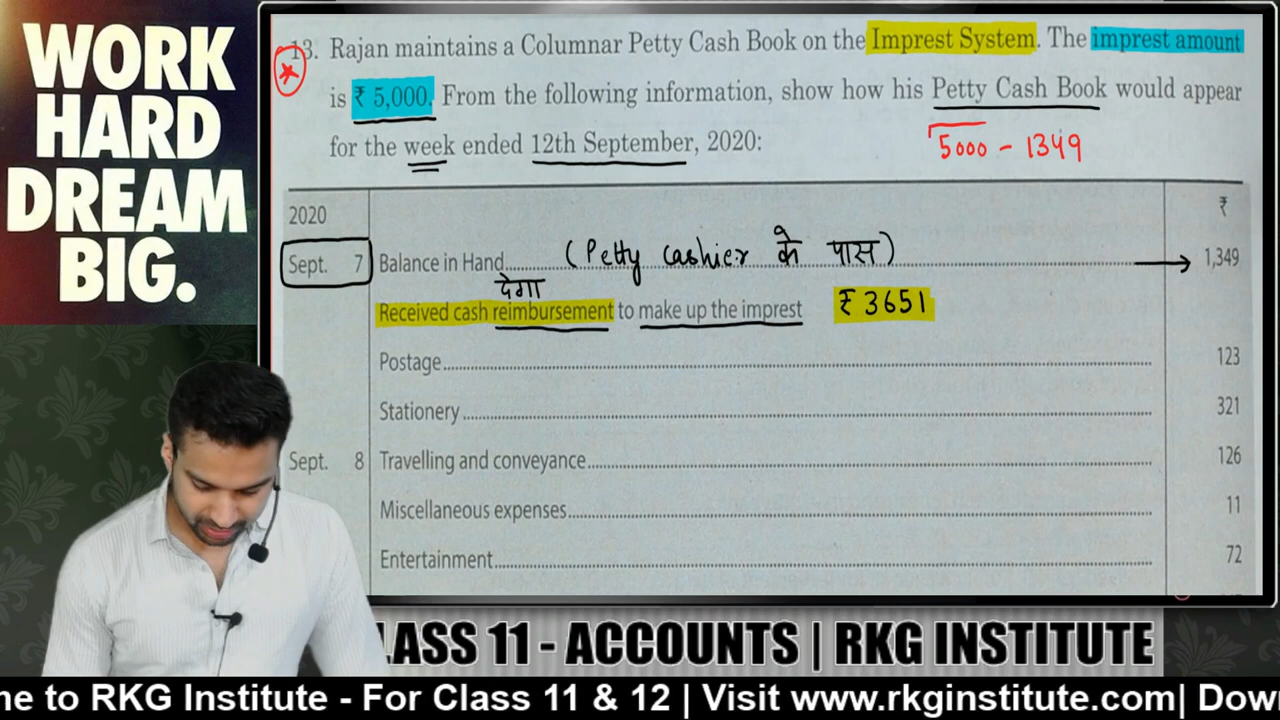 WORK
HARD
DREAM
BIG.
13. Rajan maintains a Columnar Petty Cash Book on the Imprest System. The imprest amount
is ₹ 5,000. From the following information, show how his Petty Cash Book would appear
for the week ended 12th September, 2020:
5000 - 1349
2020 ₹
Sept. 7 Balance in Hand (Petty cashier के पास) 1,349
देगा
Received cash reimbursement to make up the imprest ₹ 3651
Postage 123
Stationery 321
Sept. 8 Travelling and conveyance 126
Miscellaneous expenses 11
Entertainment 72
LASS 11 - ACCOUNTS | RKG INSTITUTE
me to RKG Institute - For Class 11 & 12 | Visit www.rkginstitute.com| Dow